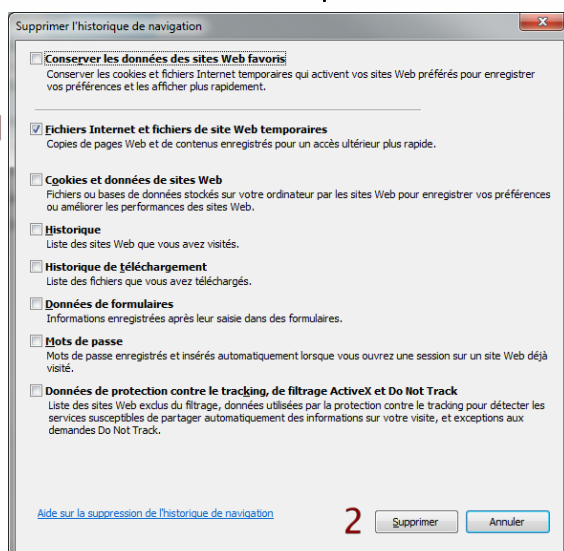 Supprimer l'historique de navigation
Conserver les données des sites Web favoris
Conserver les cookies et fichiers Internet temporaires qui activent vos sites Web préférés pour enregistrer
vos préférences et les afficher plus rapidement.
Fichiers Internet et fichiers de site Web temporaires
Copies de pages Web et de contenus enregistrés pour un accès ultérieur plus rapide.
Cookies et données de sites Web
Fichiers ou bases de données stockés sur votre ordinateur par les sites Web pour enregistrer vos préférences
ou améliorer les performances des sites Web.
Historique
Liste des sites Web que vous avez visités.
Historique de téléchargement
Liste des fichiers que vous avez téléchargés.
Données de formulaires
Informations enregistrées après leur saisie dans des formulaires.
Mots de passe
Mots de passe enregistrés et insérés automatiquement lorsque vous ouvrez une session sur un site Web déjà
visité.
Données de protection contre le tracking, de filtrage ActiveX et Do Not Track
Liste des sites Web exclus du filtrage, données utilisées par la protection contre le tracking pour détecter les
services susceptibles de partager automatiquement des informations sur votre visite, et exceptions aux
demandes Do Not Track.
Aide sur la suppression de l'historique de navigation 2 Supprimer Annuler